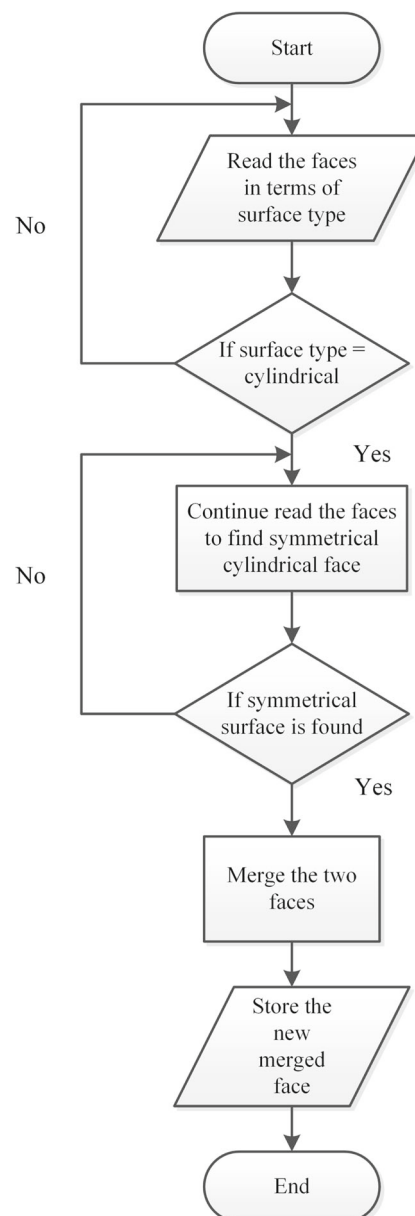 Start
Read the faces
in terms of
surface type
No
If surface type =
cylindrical
Yes
Continue read the faces
to find symmetrical
cylindrical face
No
If symmetrical
surface is found
Yes
Merge the two
faces
Store the
new
merged
face
End